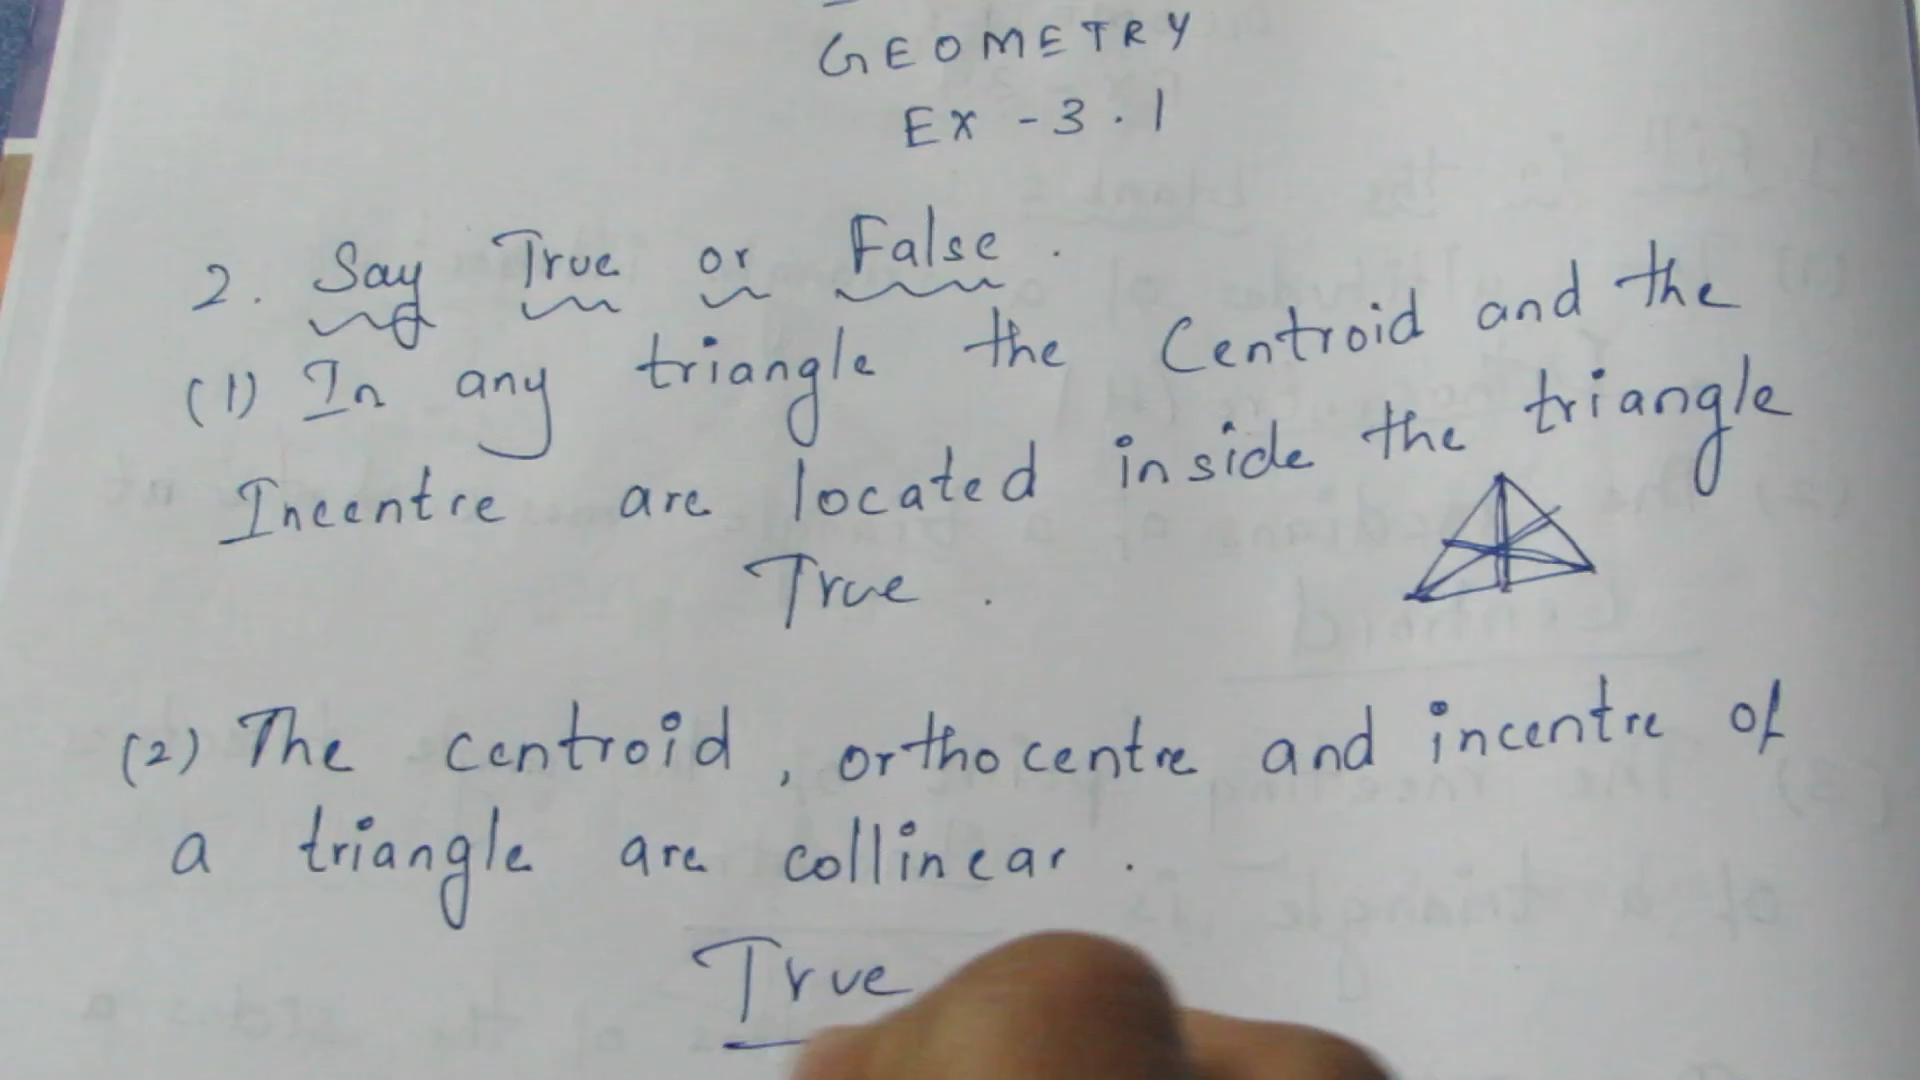 GEOMETRY
EX - 3.1
2. Say True or False.
(1) In any triangle the Centroid and the
Incentre are located inside the triangle
True.
(2) The centroid, orthocentre and incentre of
a triangle are collinear.
True